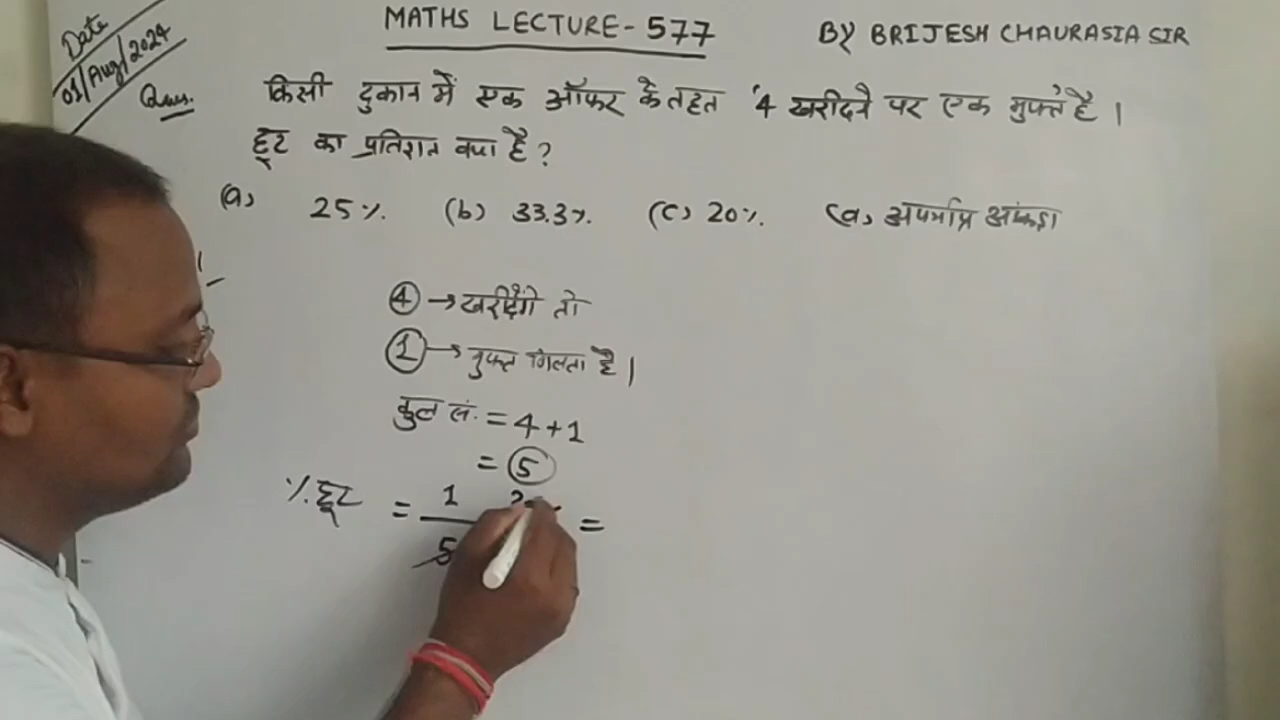 Date
01/Aug/2024
MATHS LECTURE-577
BY BRIJESH CHAURASIA SIR
Ques.
किसी दुकान में एक ऑफर के तहत '4 खरीदने पर एक मुफ्त है।
छूट का प्रतिशत क्या है?
(a) 25%. (b) 33.3%. (c) 20%. (d) अपर्याप्त आंकड़ा
④ → खरीदेंगे तो
① → मुफ्त मिलता है।
कुल सं. = 4+1
= ⑤
%छूट = 1/5 =